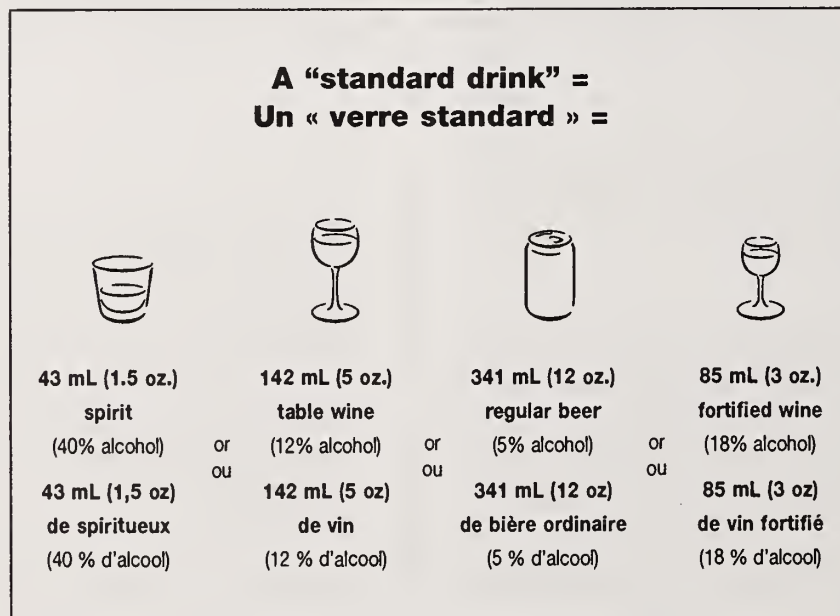 A “standard drink” =
Un « verre standard » =
43 mL (1.5 oz.)
spirit
(40% alcohol)
43 mL (1,5 oz)
de spiritueux
(40 % d'alcool)
or
ou
142 mL (5 oz.)
table wine
(12% alcohol)
142 mL (5 oz)
de vin
(12 % d'alcool)
or
ou
341 mL (12 oz.)
regular beer
(5% alcohol)
341 mL (12 oz)
de bière ordinaire
(5 % d'alcool)
or
ou
85 mL (3 oz.)
fortified wine
(18% alcohol)
85 mL (3 oz)
de vin fortifié
(18 % d'alcool)